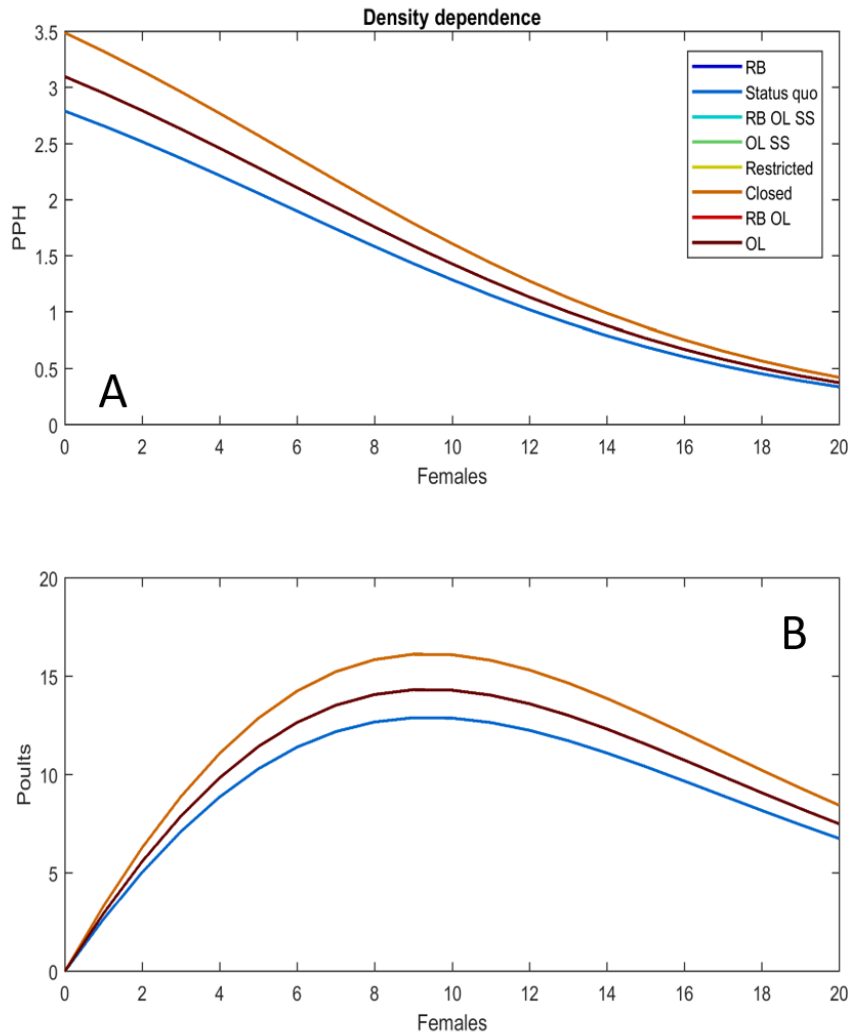 Density dependence
3.5
3
2.5
2
1.5
1
0.5
0
PPH
RB
Status quo
RB OL SS
OL SS
Restricted
Closed
RB OL
OL
A
0 2 4 6 8 10 12 14 16 18 20
Females
20
15
10
5
0
Poults
B
0 2 4 6 8 10 12 14 16 18 20
Females